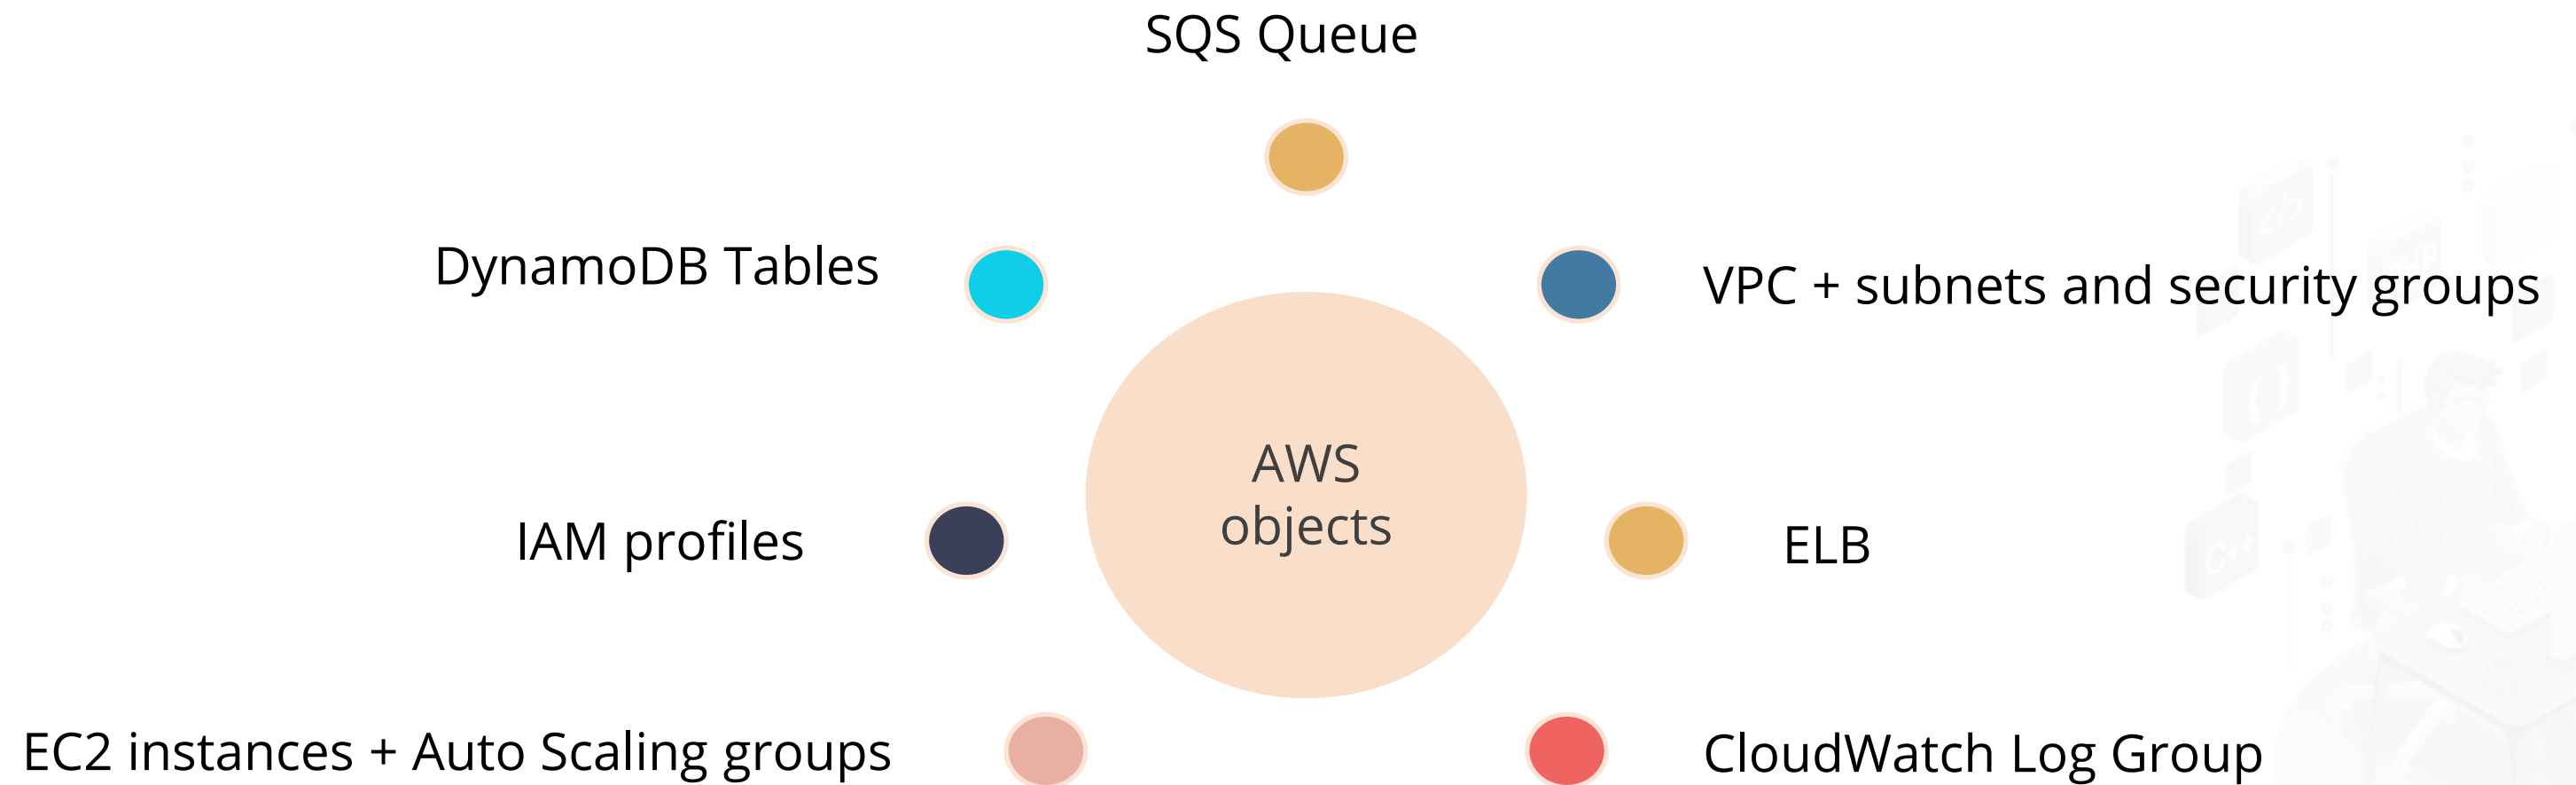 SQS Queue
DynamoDB Tables
VPC + subnets and security groups
AWS
objects
IAM profiles
ELB
EC2 instances + Auto Scaling groups
CloudWatch Log Group
</>
{ }
C++